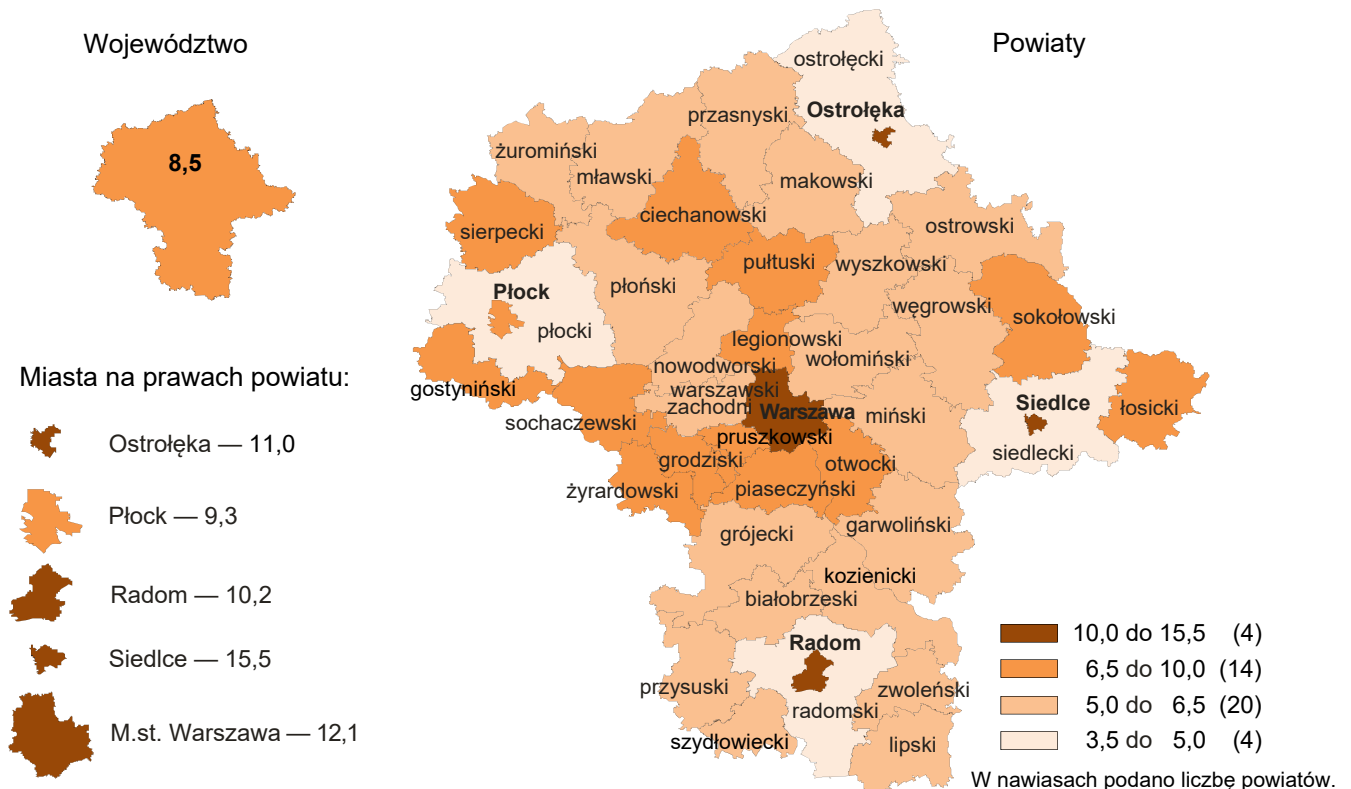 Województwo
8,5
Miasta na prawach powiatu:
Ostrołęka — 11,0
Płock — 9,3
Radom — 10,2
Siedlce — 15,5
M.st. Warszawa — 12,1
Powiaty
ostrołęcki
Ostrołęka
przasnyski
żuromiński
mławski
makowski
ciechanowski
ostrowski
sierpecki
pułtuski
wyszkowski
płoński
Płock
węgrowski
sokołowski
płocki
legionowski
wołomiński
nowodworski
gostyniński
warszawski
zachodni
Warszawa
miński
Siedlce
łosicki
sochaczewski
pruszkowski
siedlecki
grodziski
otwocki
żyrardowski
piaseczyński
garwoliński
grójecki
kozienicki
białobrzeski
Radom
przysuski
zwoleński
radomski
szydłowiecki
lipski
10,0 do 15,5 (4)
6,5 do 10,0 (14)
5,0 do 6,5 (20)
3,5 do 5,0 (4)
W nawiasach podano liczbę powiatów.